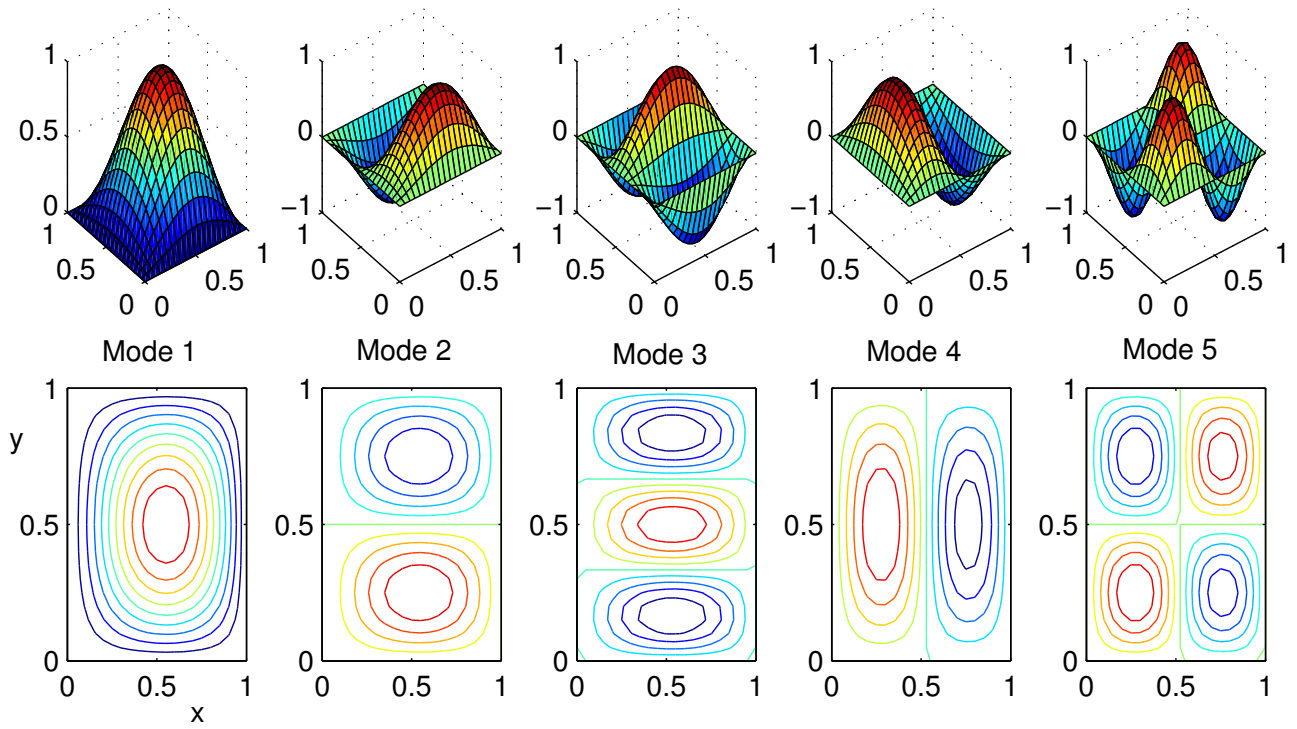 1 1 1 1 1
0.5 0 0 0 0
0 −1 −1 −1 −1
1 1 1 1 1 1 1 1 1 1
0.5 0.5 0.5 0.5 0.5 0.5 0.5 0.5 0.5 0.5
0 0 0 0 0 0 0 0 0 0
Mode 1 Mode 2 Mode 3 Mode 4 Mode 5
1 1 1 1 1
y
0.5 0.5 0.5 0.5 0.5
0 0 0 0 0
0 0.5 1 0 0.5 1 0 0.5 1 0 0.5 1 0 0.5 1
x